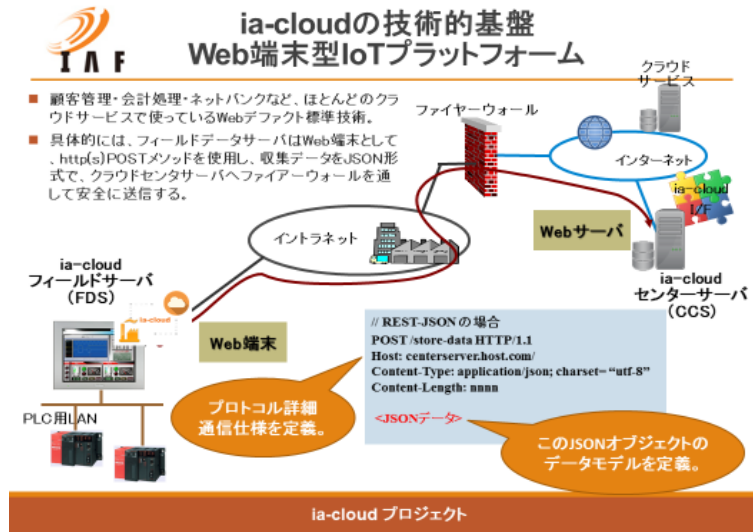 IAF
ia-cloudの技術的基盤
Web端末型IoTプラットフォーム
顧客管理・会計処理・ネットバンクなど、ほとんどのクラ
ウドサービスで使っているWebデファクト標準技術。
具体的には、フィールドデータサーバはWeb端末として
、http(s)POSTメソッドを使用し、収集データをJSON形
式で、クラウドセンタサーバへファイアーウォールを通
して安全に送信する。
クラウド
サービス
ファイヤーウォール
インターネット
ia-cloud
I/F
Webサーバ
イントラネット
ia-cloud
センターサーバ
(CCS)
ia-cloud
フィールドサーバ
(FDS)
ia-cloud
Web端末
// REST-JSON の場合
POST /store-data HTTP/1.1
Host: centerserver.host.com/
Content-Type: application/json; charset= “utf-8”
Content-Length: nnnn
<JSONデータ>
プロトコル詳細
通信仕様を定義。
PLC用LAN
このJSONオブジェクトの
データモデルを定義。
ia-cloud プロジェクト